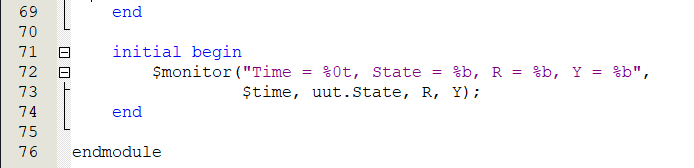 69 end
70
71 initial begin
72 $monitor("Time = %0t, State = %b, R = %b, Y = %b",
73 $time, uut.State, R, Y);
74 end
75
76 endmodule